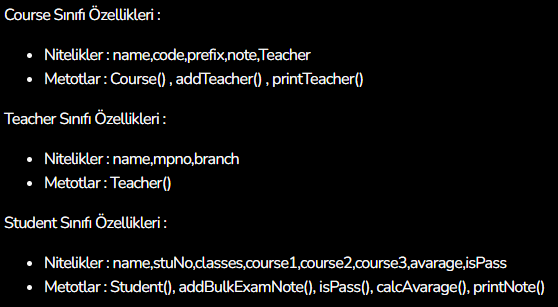 Course Sınıfı Özellikleri :
• Nitelikler : name,code,prefix,note,Teacher
• Metotlar : Course() , addTeacher() , printTeacher()
Teacher Sınıfı Özellikleri :
• Nitelikler : name,mpno,branch
• Metotlar : Teacher()
Student Sınıfı Özellikleri :
• Nitelikler : name,stuNo,classes,course1,course2,course3,avarage,isPass
• Metotlar : Student(), addBulkExamNote(), isPass(), calcAvarage(), printNote()